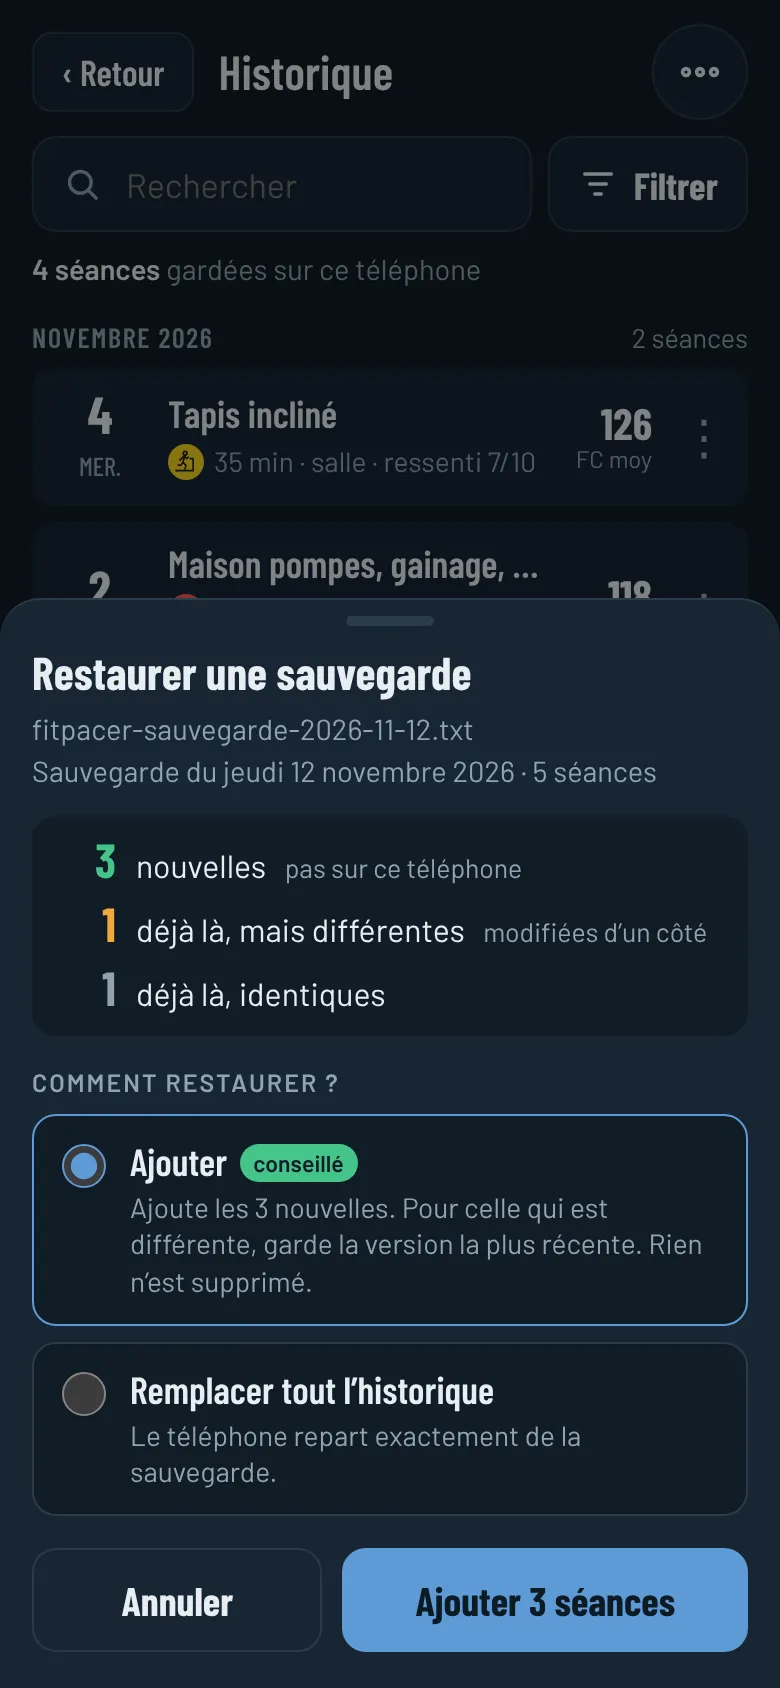 ‹ Retour
Historique
Rechercher
Filtrer
4 séances gardées sur ce téléphone
NOVEMBRE 2026
2 séances
4
MER.
Tapis incliné
35 min · salle · ressenti 7/10
126
FC moy
2
Maison pompes, gainage, ...
118
Restaurer une sauvegarde
fitpacer-sauvegarde-2026-11-12.txt
Sauvegarde du jeudi 12 novembre 2026 · 5 séances
3 nouvelles pas sur ce téléphone
1 déjà là, mais différentes modifiées d’un côté
1 déjà là, identiques
COMMENT RESTAURER ?
Ajouter conseillé
Ajoute les 3 nouvelles. Pour celle qui est
différente, garde la version la plus récente. Rien
n’est supprimé.
Remplacer tout l’historique
Le téléphone repart exactement de la
sauvegarde.
Annuler
Ajouter 3 séances